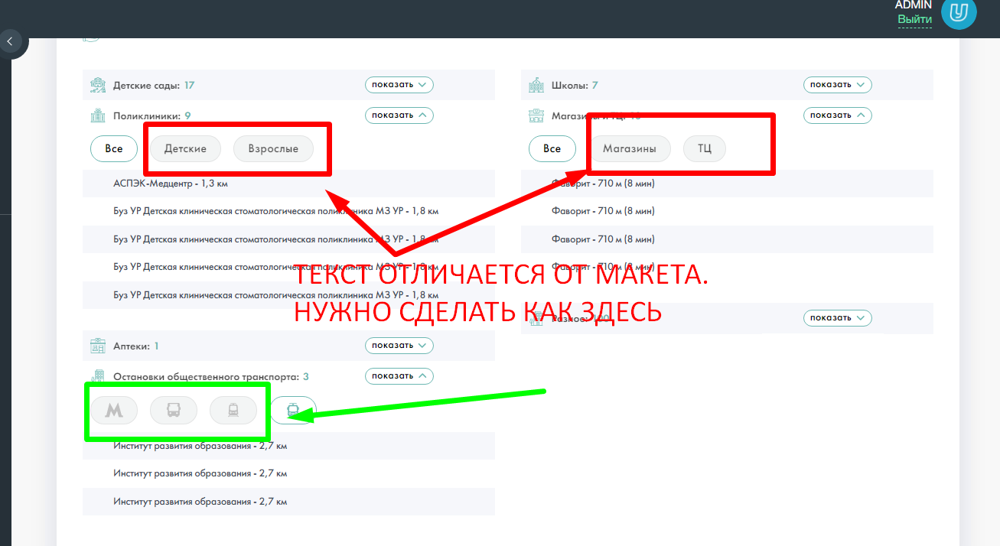 ADMIN
Выйти
Детские сады: 17
показать
Поликлиники: 9
показать
Все
Детские
Взрослые
АСПЭК-Медцентр - 1,3 км
Буз УР Детская клиническая стоматологическая поликлиника МЗ УР - 1,8 км
Буз УР Детская клиническая стоматологическая поликлиника МЗ УР - 1,8 км
Буз УР Детская клиническая стоматологическая поликлиника МЗ УР - 1,8 км
Буз УР Детская клиническая стоматологическая поликлиника МЗ УР - 1,8 км
Аптеки: 1
показать
Остановки общественного транспорта: 3
показать
М
Институт развития образования - 2,7 км
Институт развития образования - 2,7 км
Институт развития образования - 2,7 км
Школы: 7
показать
Магазины и ТЦ:
показать
Все
Магазины
ТЦ
Фаворит - 710 м (8 мин)
Фаворит - 710 м (8 мин)
Фаворит - 710 м (8 мин)
Фаворит - 710 м (8 мин)
Разное: 100
показать
ТЕКСТ ОТЛИЧАЕТСЯ ОТ МАКЕТА.
НУЖНО СДЕЛАТЬ КАК ЗДЕСЬ